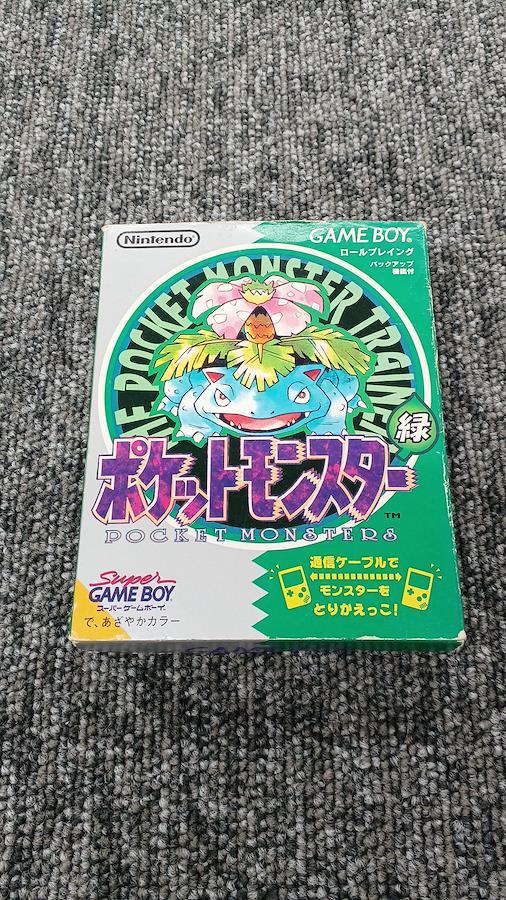 Nintendo
GAME BOY
ロールプレイング
バックアップ
機能付
THE POCKET MONSTER TRAINER
緑
ポケットモンスター
TM
POCKET MONSTERS
Super
GAME BOY
スーパーゲームボーイ
で、あざやかカラー
通信ケーブルで
モンスターを
とりかえっこ!